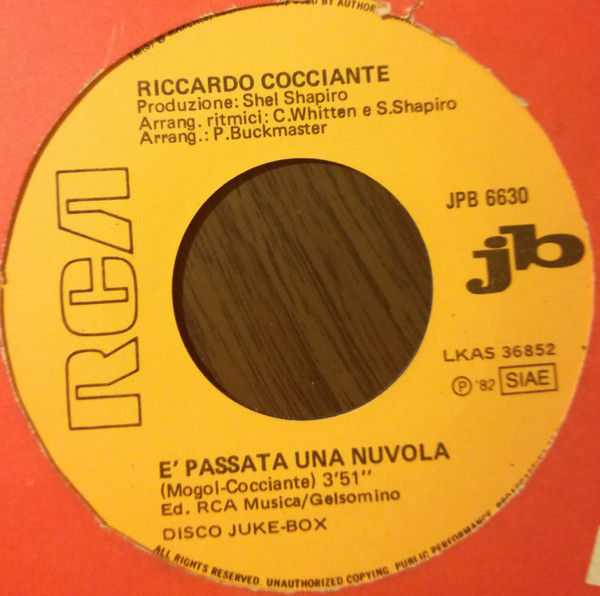 BY AUTHOR
RICCARDO COCCIANTE
Produzione: Shel Shapiro
Arrang. ritmici: C.Whitten e S.Shapiro
Arrang.: P.Buckmaster
RCA
JPB 6630
jb
LKAS 36852
Ⓟ '82 SIAE
E' PASSATA UNA NUVOLA
(Mogol-Cocciante) 3'51''
Ed. RCA Musica/Gelsomino
DISCO JUKE-BOX
ALL RIGHTS RESERVED. UNAUTHORIZED COPYING. PUBLIC PERFORMANCE.